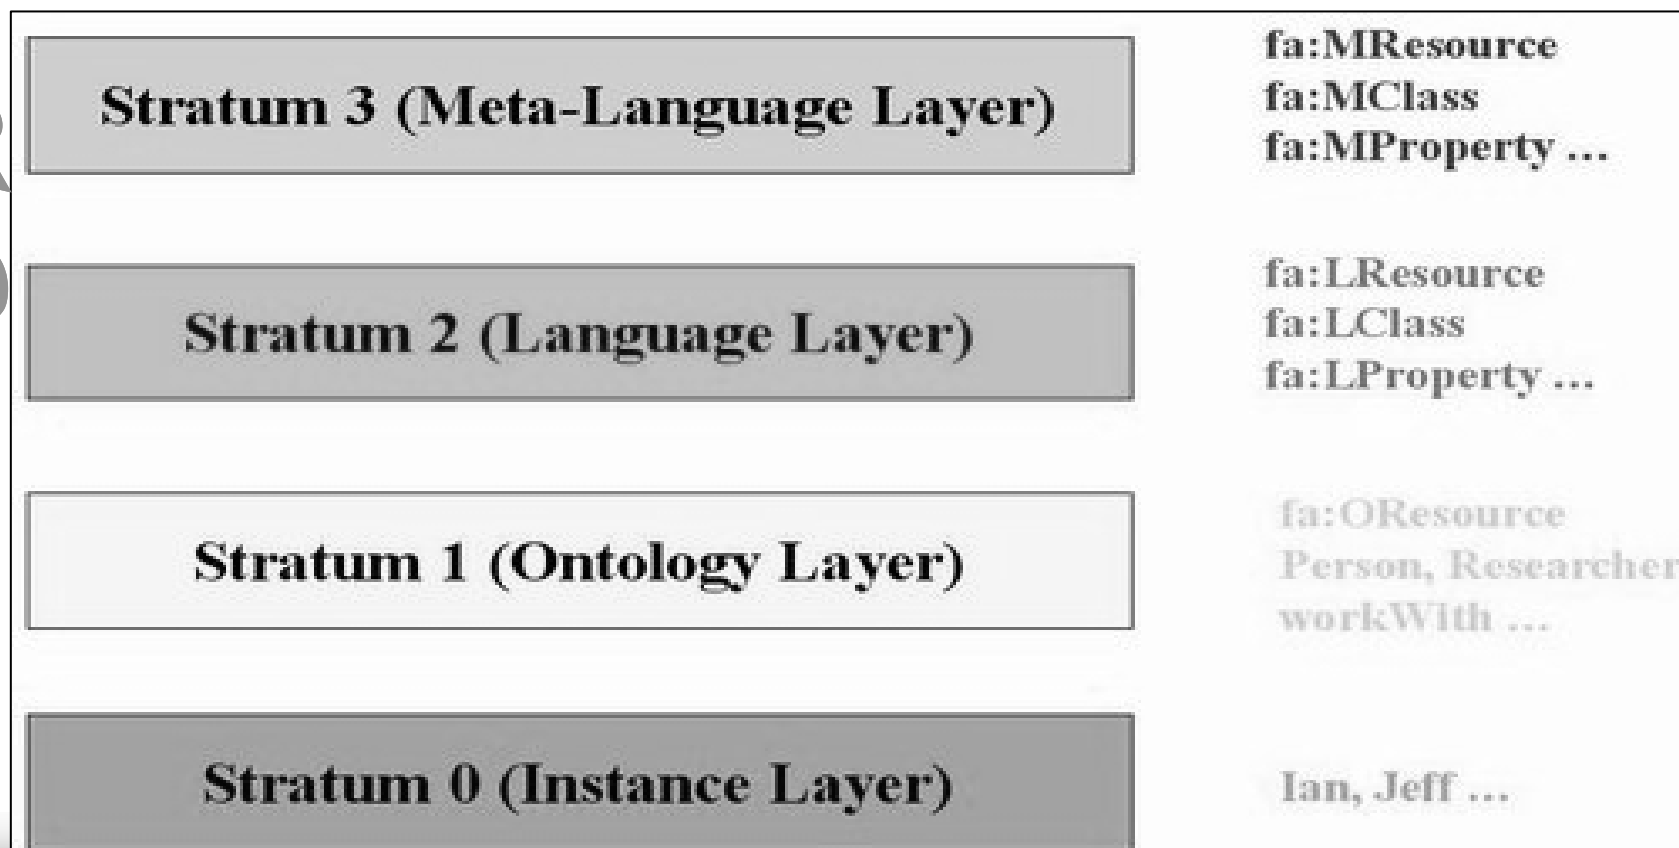 Stratum 3 (Meta-Language Layer)
fa:MResource
fa:MClass
fa:MProperty ...
Stratum 2 (Language Layer)
fa:LResource
fa:LClass
fa:LProperty ...
Stratum 1 (Ontology Layer)
fa:OResource
Person, Researcher
workWith ...
Stratum 0 (Instance Layer)
Ian, Jeff ...